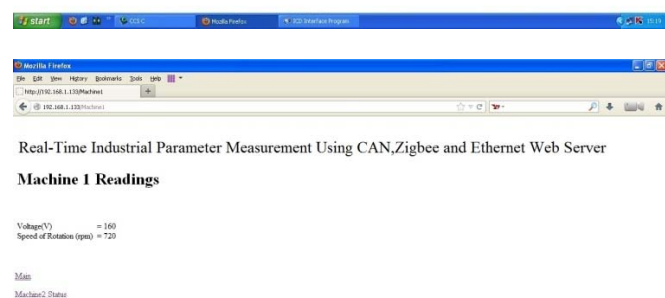 start
CCS C
Mozilla Firefox
ICD Interface Program
15:19
Mozilla Firefox
File Edit View History Bookmarks Tools Help
http://192.168.1.133/Machine1
192.168.1.133/Machine1
Real-Time Industrial Parameter Measurement Using CAN,Zigbee and Ethernet Web Server
Machine 1 Readings
Voltage(V) = 160
Speed of Rotation (rpm) = 720
Main
Machine2 Status